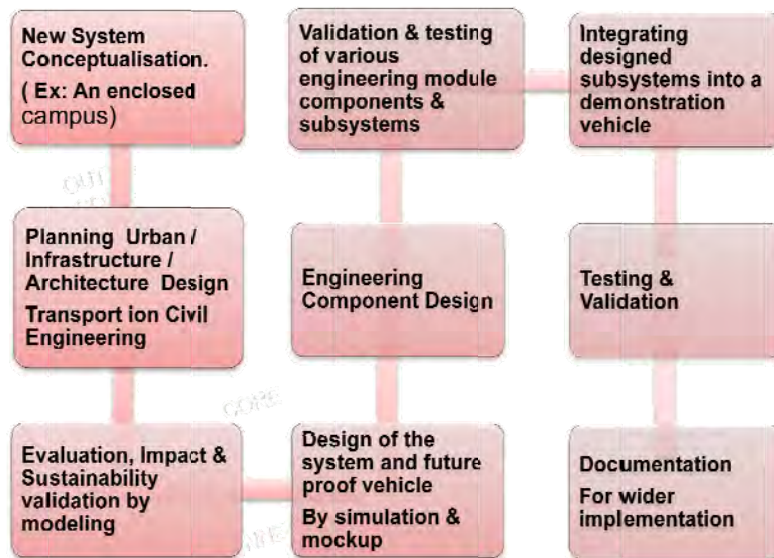 New System
Conceptualisation.
( Ex: An enclosed
campus)
Planning Urban /
Infrastructure /
Architecture Design
Transport ion Civil
Engineering
Evaluation, Impact &
Sustainability
validation by
modeling
Design of the
system and future
proof vehicle
By simulation &
mockup
Engineering
Component Design
Validation & testing
of various
engineering module
components &
subsystems
Integrating
designed
subsystems into a
demonstration
vehicle
Testing &
Validation
Documentation
For wider
implementation